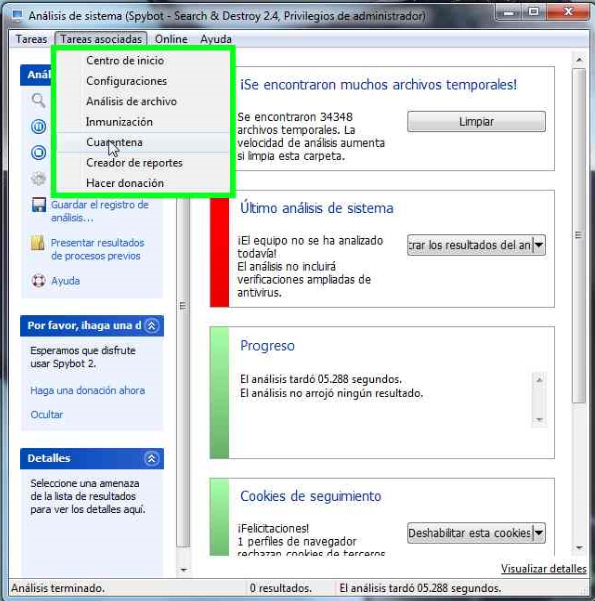 Análisis de sistema (Spybot - Search & Destroy 2.4, Privilegios de administrador)
Tareas Tareas asociadas Online Ayuda
Centro de inicio
Configuraciones
Análisis de archivo
Inmunización
Cuarentena
Creador de reportes
Hacer donación
Anál
Guardar el registro de
análisis...
Presentar resultados
de procesos previos
Ayuda
Por favor, ¡haga una d
Esperamos que disfrute
usar Spybot 2.
Haga una donación ahora
Ocultar
Detalles
Seleccione una amenaza
de la lista de resultados
para ver los detalles aquí.
¡Se encontraron muchos archivos temporales!
Se encontraron 34348
archivos temporales. La
velocidad de análisis aumenta
si limpia esta carpeta.
Limpiar
Último análisis de sistema
¡El equipo no se ha analizado
todavía!
El análisis no incluirá
verificaciones ampliadas de
antivirus.
trar los resultados del an
Progreso
El análisis tardó 05.288 segundos.
El análisis no arrojó ningún resultado.
Cookies de seguimiento
¡Felicitaciones!
1 perfiles de navegador
rechazan cookies de terceros
Deshabilitar esta cookies
Visualizar detalles
Análisis terminado.
0 resultados.
El análisis tardó 05.288 segundos.